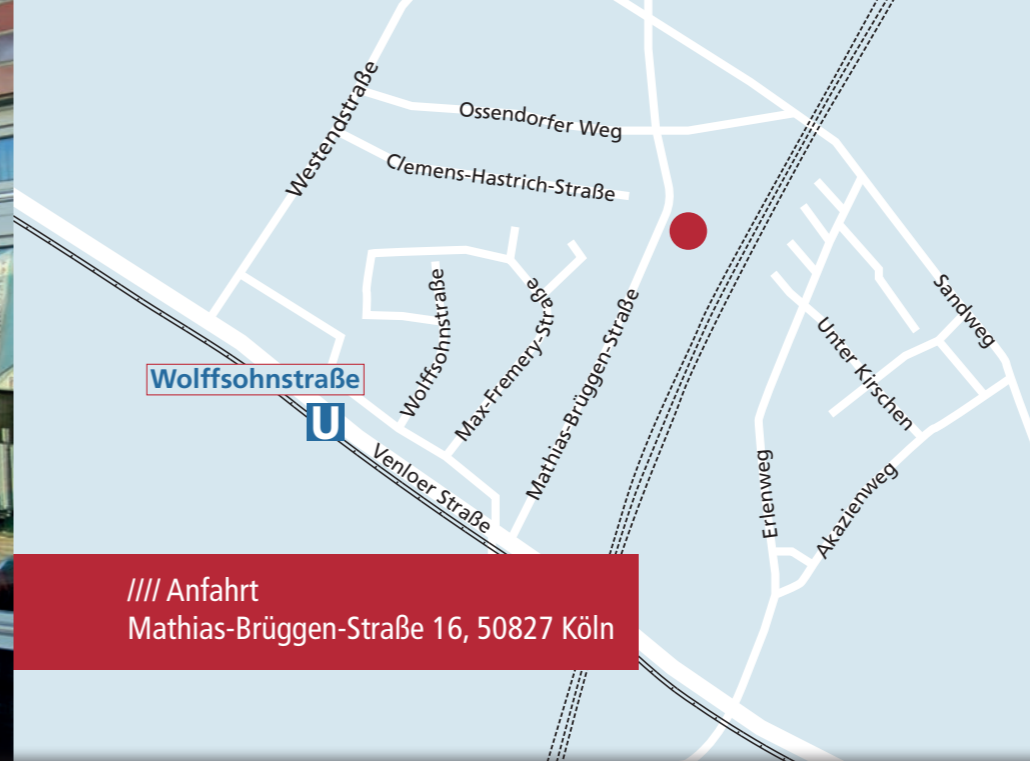 Westendstraße
Ossendorfer Weg
Clemens-Hastrich-Straße
Wolffsohnstraße
Max-Fremery-Straße
Mathias-Brüggen-Straße
Sandweg
Unter Kirschen
Wolffsohnstraße
U
Venloer Straße
Erlenweg
Akazienweg
//// Anfahrt
Mathias-Brüggen-Straße 16, 50827 Köln